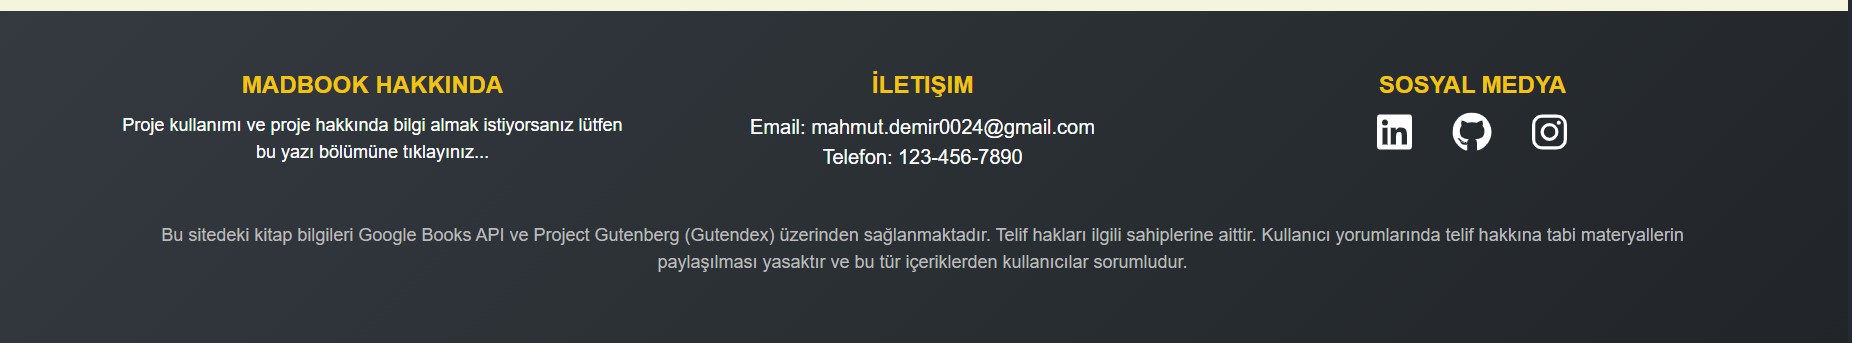 MADBOOK HAKKINDA
Proje kullanımı ve proje hakkında bilgi almak istiyorsanız lütfen
bu yazı bölümüne tıklayınız...
İLETIŞIM
Email: mahmut.demir0024@gmail.com
Telefon: 123-456-7890
SOSYAL MEDYA
in
Bu sitedeki kitap bilgileri Google Books API ve Project Gutenberg (Gutendex) üzerinden sağlanmaktadır. Telif hakları ilgili sahiplerine aittir. Kullanıcı yorumlarında telif hakkına tabi materyallerin
paylaşılması yasaktır ve bu tür içeriklerden kullanıcılar sorumludur.